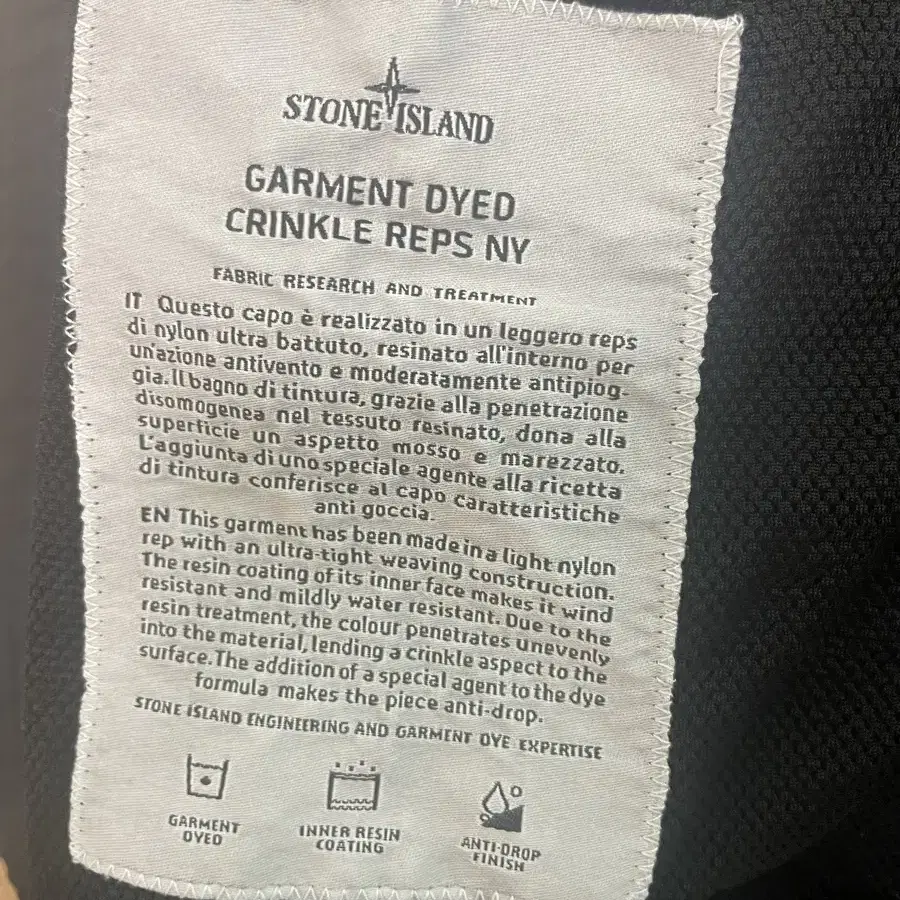 STONE ISLAND
GARMENT DYED
CRINKLE REPS NY
FABRIC RESEARCH AND TREATMENT
IT Questo capo è realizzato in un leggero reps
di nylon ultra battuto, resinato all'interno per
un'azione antivento e moderatamente antipiog-
gia. Il bagno di tintura, grazie alla penetrazione
disomogenea nel tessuto resinato, dona alla
superficie un aspetto mosso e marezzato.
L'aggiunta di uno speciale agente alla ricetta
di tintura conferisce al capo caratteristiche
anti goccia.
EN This garment has been made in a light nylon
rep with an ultra-tight weaving construction.
The resin coating of its inner face makes it wind
resistant and mildly water resistant. Due to the
resin treatment, the colour penetrates unevenly
into the material, lending a crinkle aspect to the
surface. The addition of a special agent to the dye
formula makes the piece anti-drop.
STONE ISLAND ENGINEERING AND GARMENT DYE EXPERTISE
GARMENT DYED
INNER RESIN COATING
ANTI-DROP FINISH